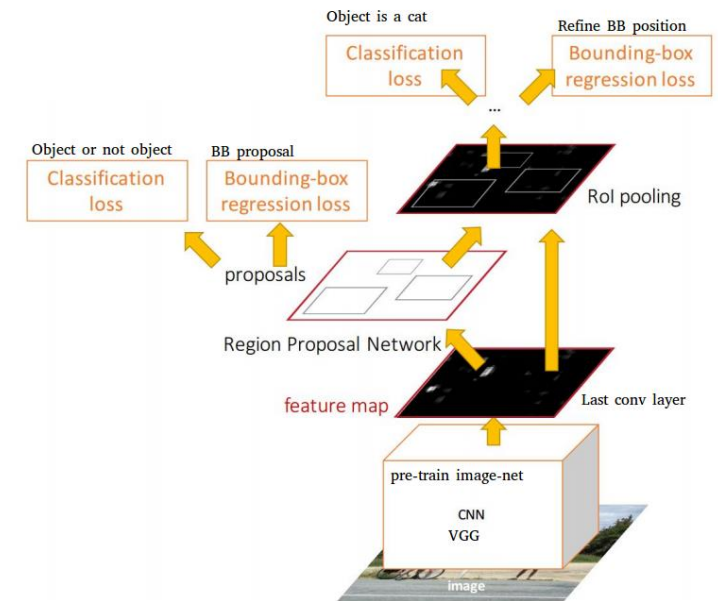 Object is a cat
Refine BB position
Classification
loss
Bounding-box
regression loss
...
Object or not object
BB proposal
Classification
loss
Bounding-box
regression loss
RoI pooling
proposals
Region Proposal Network
feature map
Last conv layer
pre-train image-net
CNN
VGG
image